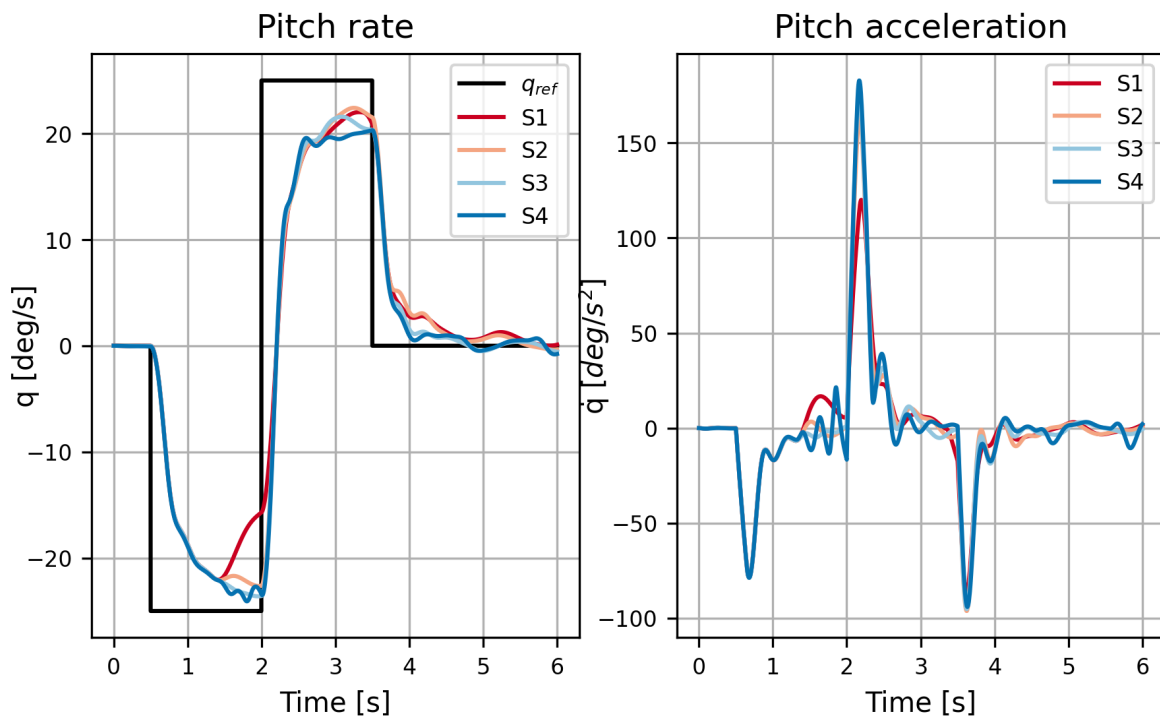 Pitch rate
q [deg/s]
20
10
0
−10
−20
0 1 2 3 4 5 6
Time [s]
q_ref
S1
S2
S3
S4
Pitch acceleration
q̇ [deg/s²]
150
100
50
0
−50
−100
0 1 2 3 4 5 6
Time [s]
S1
S2
S3
S4